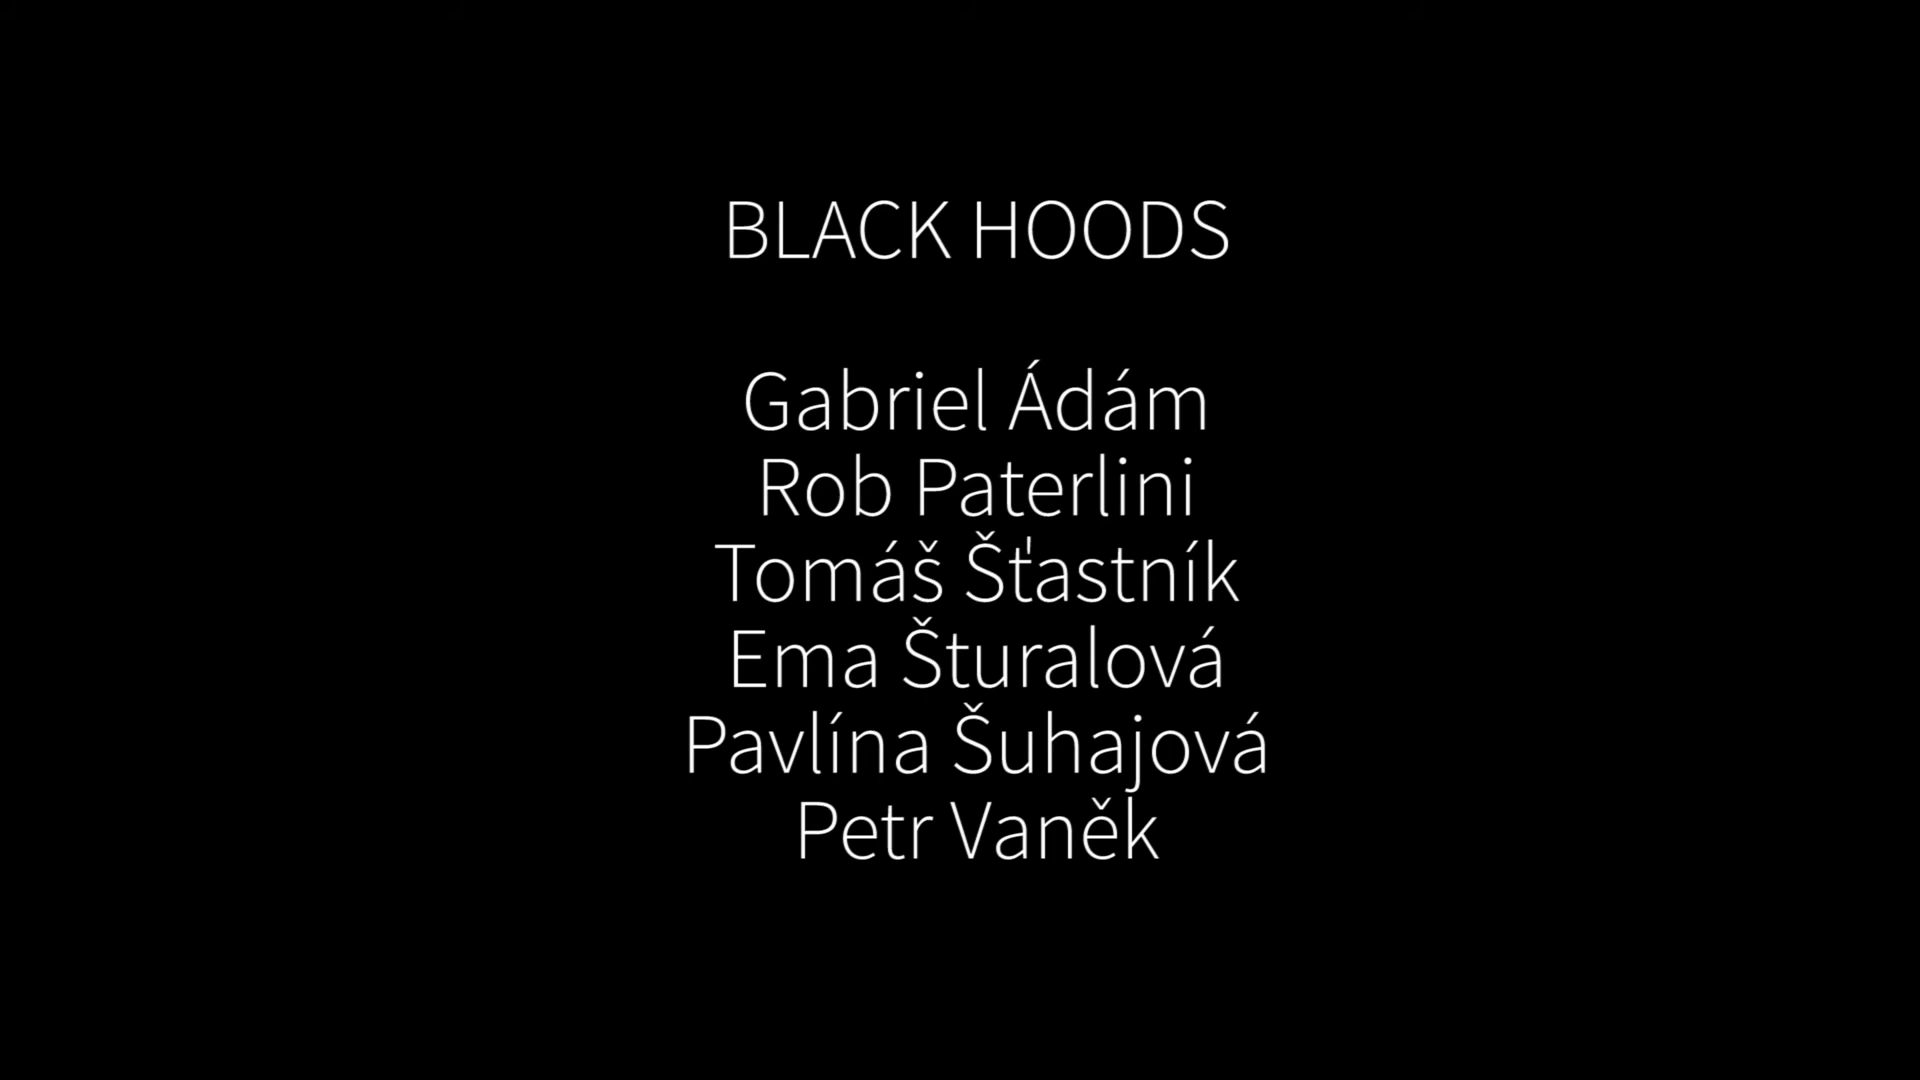 BLACK HOODS
Gabriel Ádám
Rob Paterlini
Tomáš Šťastník
Ema Šturalová
Pavlína Šuhajová
Petr Vaněk